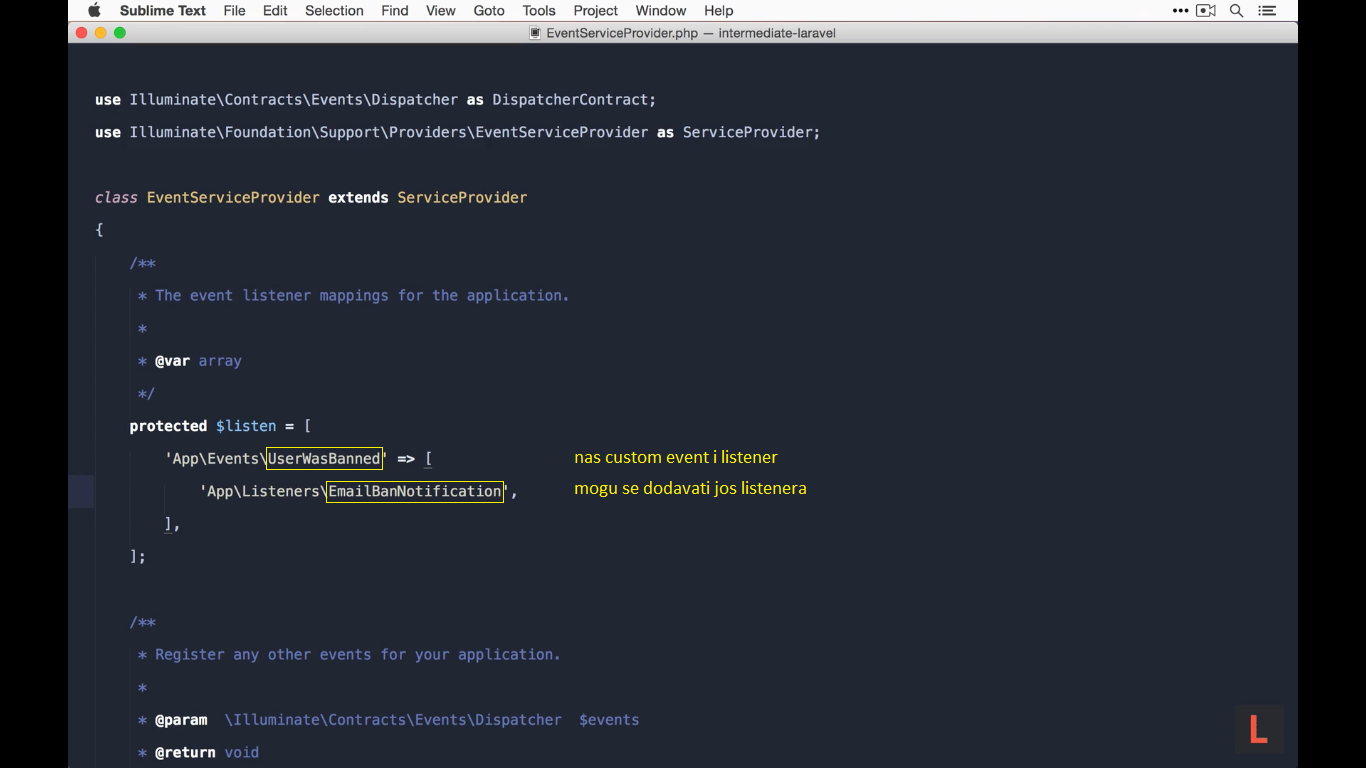 Sublime Text File Edit Selection Find View Goto Tools Project Window Help
EventServiceProvider.php — intermediate-laravel
use Illuminate\Contracts\Events\Dispatcher as DispatcherContract;
use Illuminate\Foundation\Support\Providers\EventServiceProvider as ServiceProvider;
class EventServiceProvider extends ServiceProvider
{
/**
* The event listener mappings for the application.
*
* @var array
*/
protected $listen = [
'App\Events\UserWasBanned' => [ nas custom event i listener
'App\Listeners\EmailBanNotification', mogu se dodavati jos listenera
],
];
/**
* Register any other events for your application.
*
* @param \Illuminate\Contracts\Events\Dispatcher $events
* @return void
L